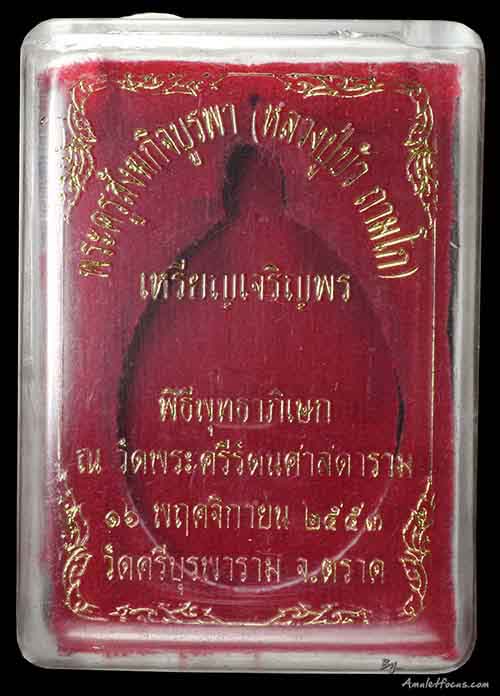 พระครูสังฆกิจบูรพา (หลวงปู่บัว ถามโก)
เหรียญเจริญพร
พิธีพุทธาภิเษก
ณ วัดพระศรีรัตนศาสดาราม
๑๖ พฤศจิกายน ๒๕๕๓
วัดศรีบุรพาราม จ.ตราด
By...
Amuletfocus.com